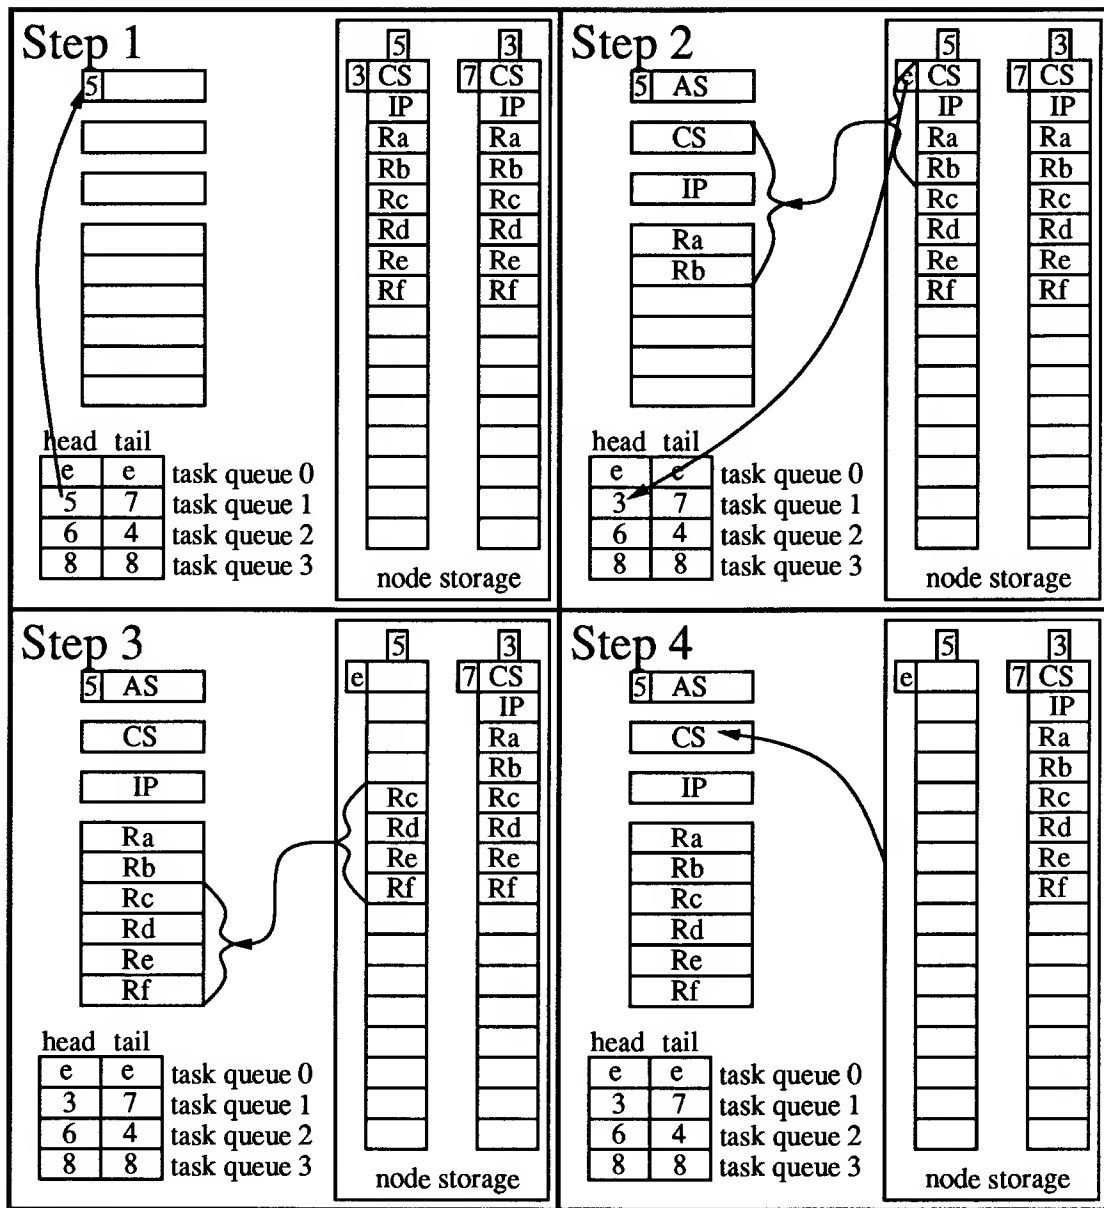 Step 1
5
5 3
3 CS 7 CS
IP IP
Ra Ra
Rb Rb
Rc Rc
Rd Rd
Re Re
Rf Rf
head tail
e e task queue 0
5 7 task queue 1
6 4 task queue 2
8 8 task queue 3
node storage
Step 2
5 AS
CS
IP
Ra
Rb
5 3
e CS 7 CS
IP IP
Ra Ra
Rb Rb
Rc Rc
Rd Rd
Re Re
Rf Rf
head tail
e e task queue 0
3 7 task queue 1
6 4 task queue 2
8 8 task queue 3
node storage
Step 3
5 AS
CS
IP
Ra
Rb
Rc
Rd
Re
Rf
5 3
e 7 CS
IP
Ra
Rb
Rc Rc
Rd Rd
Re Re
Rf Rf
head tail
e e task queue 0
3 7 task queue 1
6 4 task queue 2
8 8 task queue 3
node storage
Step 4
5 AS
CS
IP
Ra
Rb
Rc
Rd
Re
Rf
5 3
e 7 CS
IP
Ra
Rb
Rc
Rd
Re
Rf
head tail
e e task queue 0
3 7 task queue 1
6 4 task queue 2
8 8 task queue 3
node storage